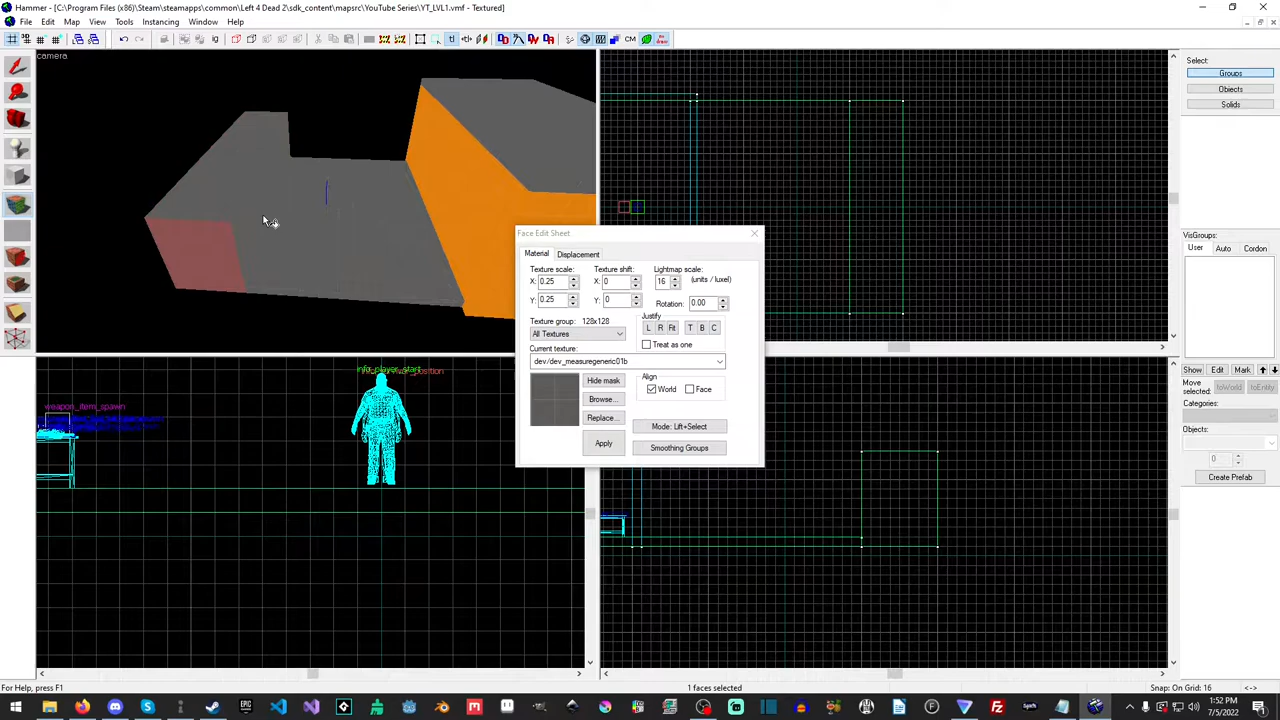 Hammer - [C:\Program Files (x86)\Steam\steamapps\common\Left 4 Dead 2\sdk_content\mapsrc\YouTube Series\YT_LVL1.vmf - Textured]
File Edit Map View Tools Instancing Window Help
camera
Select:
Groups
Objects
Solids
VisGroups:
User Auto Cordon
Show Edit Mark
Move selected: toWorld toEntity
Categories:
Objects:
0
Create Prefab
Face Edit Sheet
Material Displacement
Texture scale: Texture shift: Lightmap scale:
X: 0.25 X: 0 16 (units / luxel)
Y: 0.25 Y: 0 Rotation: 0.00
Texture group: 128x128 Justify
All Textures L R Fit T B C
Treat as one
Current texture:
dev/dev_measuregeneric01b
Hide mask Align
World Face
Browse...
Replace...
Mode: Lift+Select
Apply
Smoothing Groups
weapon_item_spawn
info_player_start
For Help, press F1
1 faces selected
Snap: On Grid: 16 <->
1:52 PM
7/5/2022